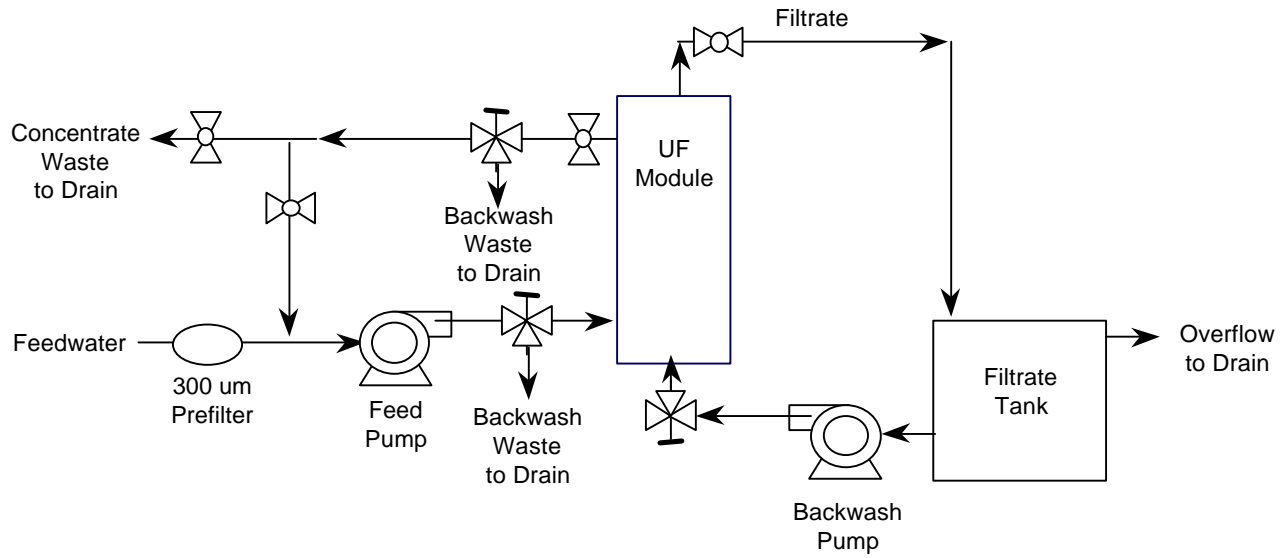 Filtrate
Concentrate
Waste
to Drain
UF
Module
Backwash
Waste
to Drain
Feedwater
300 um
Prefilter
Feed
Pump
Backwash
Waste
to Drain
Filtrate
Tank
Overflow
to Drain
Backwash
Pump